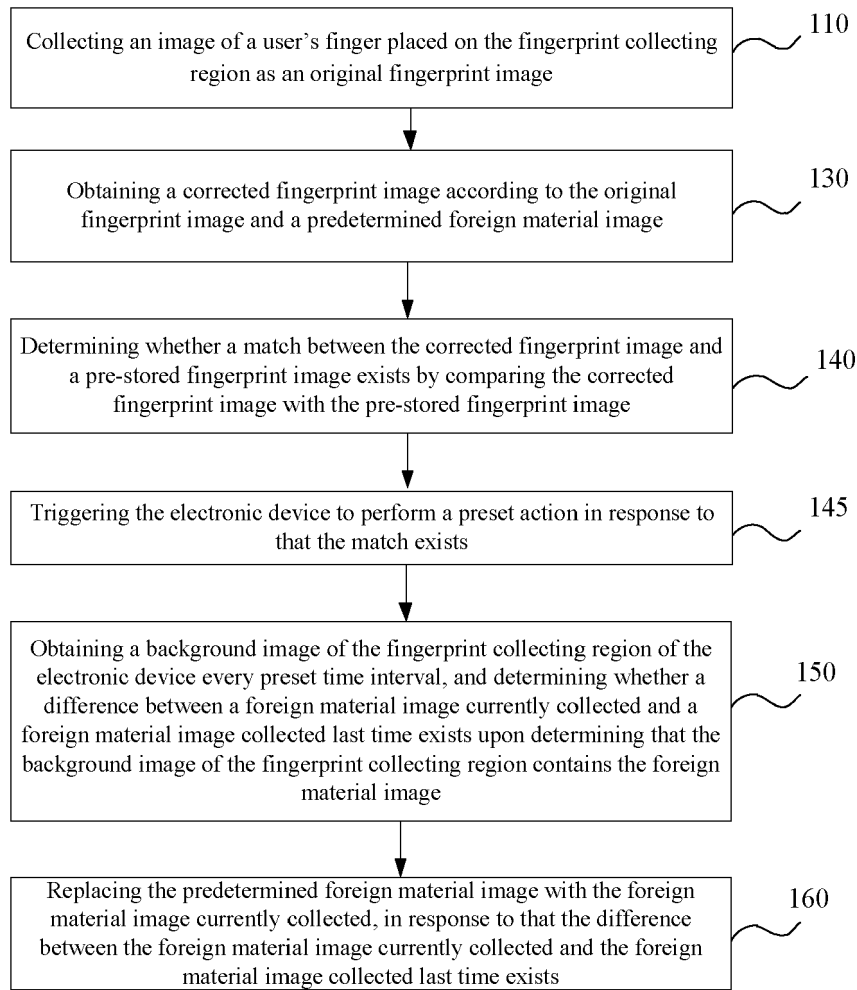 Collecting an image of a user's finger placed on the fingerprint collecting
region as an original fingerprint image
110
Obtaining a corrected fingerprint image according to the original
fingerprint image and a predetermined foreign material image
130
Determining whether a match between the corrected fingerprint image and
a pre-stored fingerprint image exists by comparing the corrected
fingerprint image with the pre-stored fingerprint image
140
Triggering the electronic device to perform a preset action in response to
that the match exists
145
Obtaining a background image of the fingerprint collecting region of the
electronic device every preset time interval, and determining whether a
difference between a foreign material image currently collected and a
foreign material image collected last time exists upon determining that the
background image of the fingerprint collecting region contains the foreign
material image
150
Replacing the predetermined foreign material image with the foreign
material image currently collected, in response to that the difference
between the foreign material image currently collected and the foreign
material image collected last time exists
160